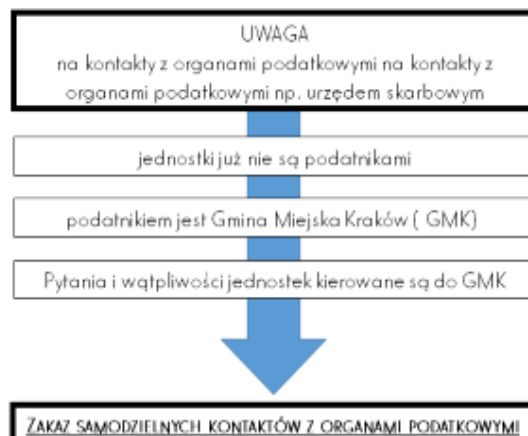 UWAGA
na kontakty z organami podatkowymi na kontakty z
organami podatkowymi np. urzędem skarbowym
jednostki już nie są podatnikami
podatnikiem jest Gmina Miejska Kraków ( GMK)
Pytania i wątpliwości jednostek kierowane są do GMK
ZAKAZ SAMODZIELNYCH KONTAKTÓW Z ORGANAMI PODATKOWYMI